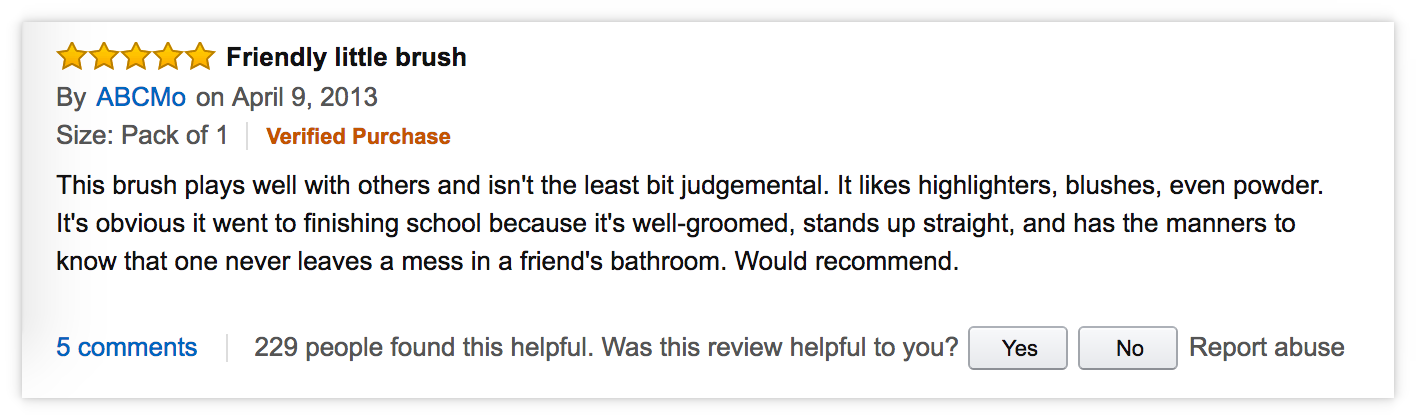 Friendly little brush
By ABCMo on April 9, 2013
Size: Pack of 1 Verified Purchase
This brush plays well with others and isn't the least bit judgemental. It likes highlighters, blushes, even powder.
It's obvious it went to finishing school because it's well-groomed, stands up straight, and has the manners to
know that one never leaves a mess in a friend's bathroom. Would recommend.
5 comments 229 people found this helpful. Was this review helpful to you? Yes No Report abuse